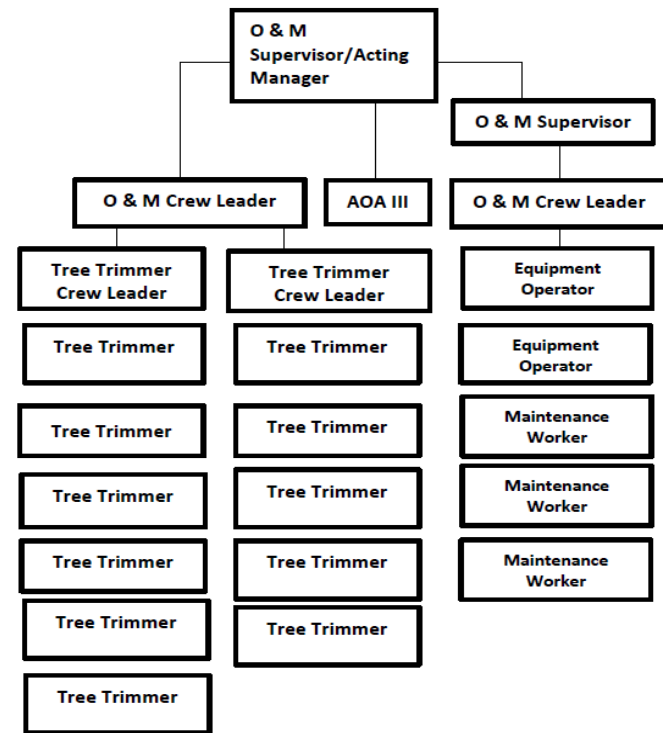 O & M
Supervisor/Acting
Manager
O & M Supervisor
O & M Crew Leader
AOA III
O & M Crew Leader
Tree Trimmer
Crew Leader
Tree Trimmer
Crew Leader
Equipment
Operator
Tree Trimmer
Tree Trimmer
Equipment
Operator
Tree Trimmer
Tree Trimmer
Maintenance
Worker
Tree Trimmer
Tree Trimmer
Maintenance
Worker
Tree Trimmer
Tree Trimmer
Maintenance
Worker
Tree Trimmer
Tree Trimmer
Tree Trimmer